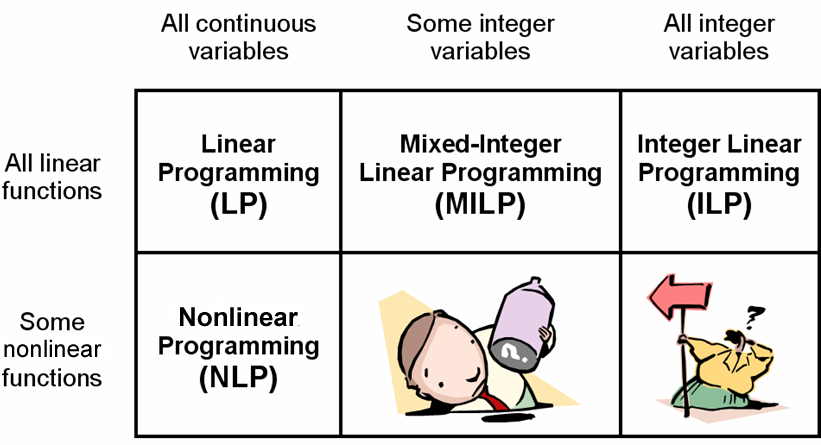 All continuous
variables
Some integer
variables
All integer
variables
All linear
functions
Linear
Programming
(LP)
Mixed-Integer
Linear Programming
(MILP)
Integer Linear
Programming
(ILP)
Some
nonlinear
functions
Nonlinear
Programming
(NLP)
?
?